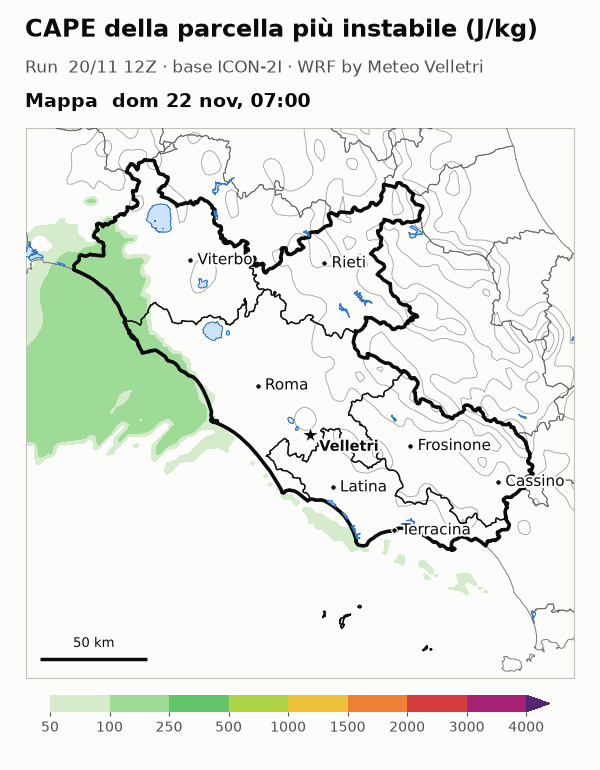 CAPE della parcella più instabile (J/kg)
Run  20/11 12Z · base ICON-2I · WRF by Meteo Velletri
Mappa  dom 22 nov, 07:00
Viterbo
Rieti
Roma
Velletri
Frosinone
Latina
Cassino
Terracina
50 km
50 100 250 500 1000 1500 2000 3000 4000